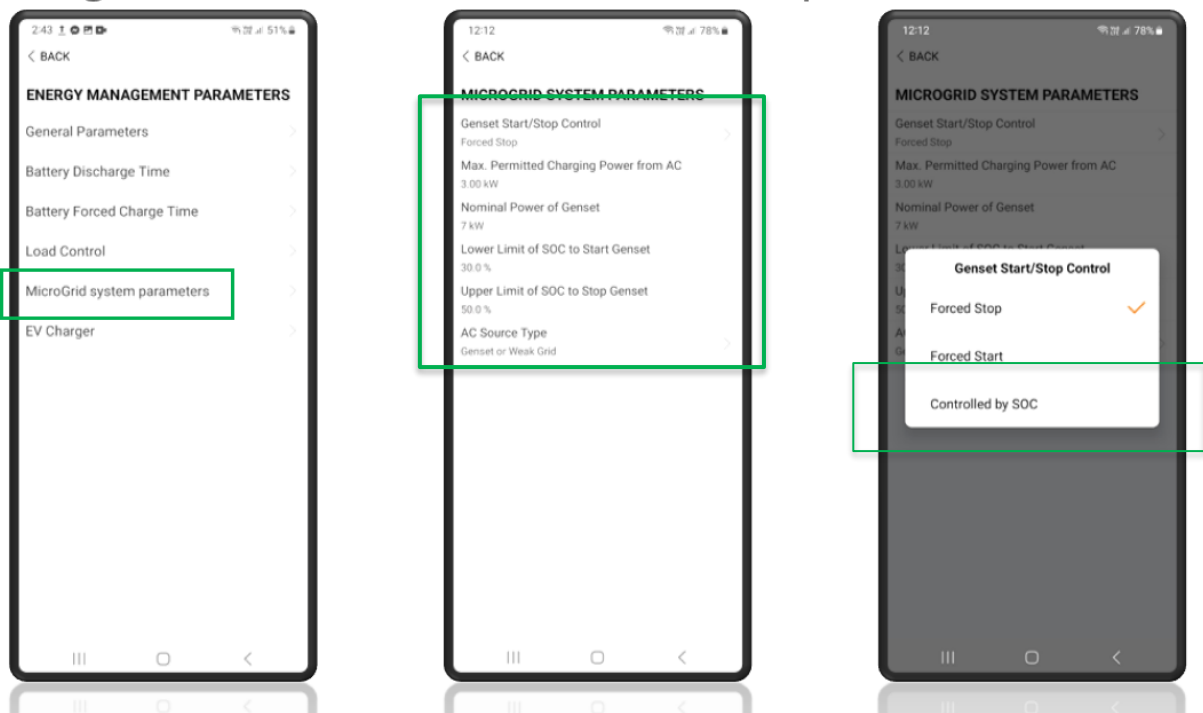 2:43 51%
< BACK
ENERGY MANAGEMENT PARAMETERS
General Parameters
Battery Discharge Time
Battery Forced Charge Time
Load Control
MicroGrid system parameters
EV Charger
12:12 78%
< BACK
MICROGRID SYSTEM PARAMETERS
Genset Start/Stop Control
Forced Stop
Max. Permitted Charging Power from AC
3.00 kW
Nominal Power of Genset
7 kW
Lower Limit of SOC to Start Genset
30.0 %
Upper Limit of SOC to Stop Genset
50.0 %
AC Source Type
Genset or Weak Grid
12:12 78%
< BACK
MICROGRID SYSTEM PARAMETERS
Genset Start/Stop Control
Forced Stop
Max. Permitted Charging Power from AC
3.00 kW
Nominal Power of Genset
7 kW
Genset Start/Stop Control
Forced Stop
Forced Start
Controlled by SOC